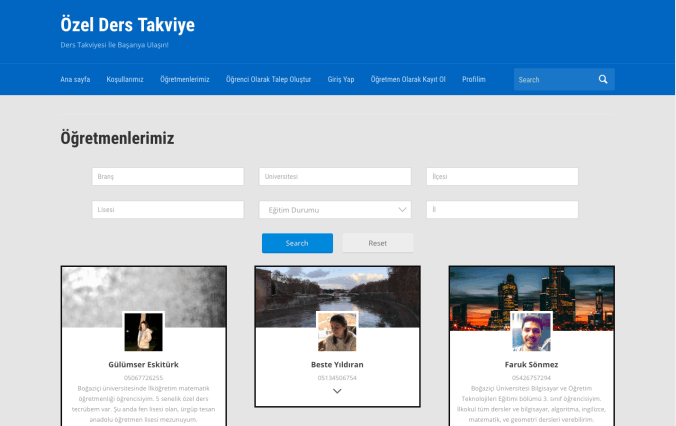 Özel Ders Takviye
Ders Takviyesi İle Başarıya Ulaşın!
Ana sayfa
Koşullarımız
Öğretmenlerimiz
Öğrenci Olarak Talep Oluştur
Giriş Yap
Öğretmen Olarak Kayıt Ol
Profilim
Search
Öğretmenlerimiz
Branş
Üniversitesi
İlçesi
Lisesi
Eğitim Durumu
İl
Search
Reset
Gülümser Eskitürk
05067726255
Boğaziçi üniversitesinde ilköğretim matematik
öğretmenliği öğrencisiyim. 5 senelik özel ders
tecrübem var. Şu anda fen lisesi olan, ürgüp tesan
anadolu öğretmen lisesi mezunuyum.
Beste Yıldıran
05134506754
Faruk Sönmez
05426757294
Boğaziçi Üniversitesi Bilgisayar ve Öğretim
Teknolojileri Eğitimi bölümü 3. sınıf öğrencisiyim.
İlkokul tüm dersler ve bilgisayar, algoritma, ingilizce,
matematik, ve geometri dersleri verebilirim.